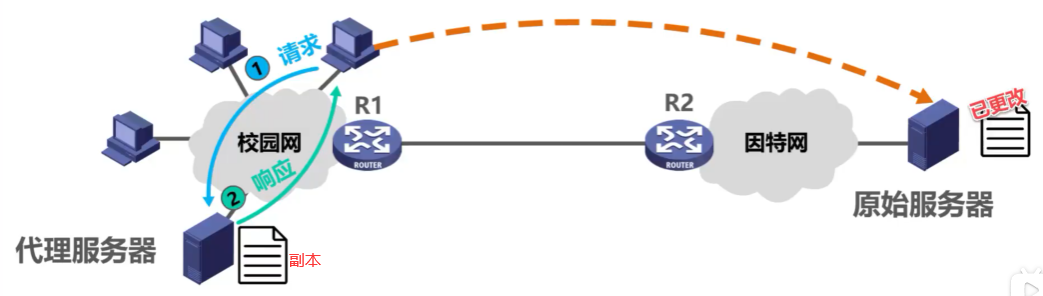 1 请求
R1
R2
已更改
校园网
ROUTER
ROUTER
因特网
2 响应
原始服务器
代理服务器
副本